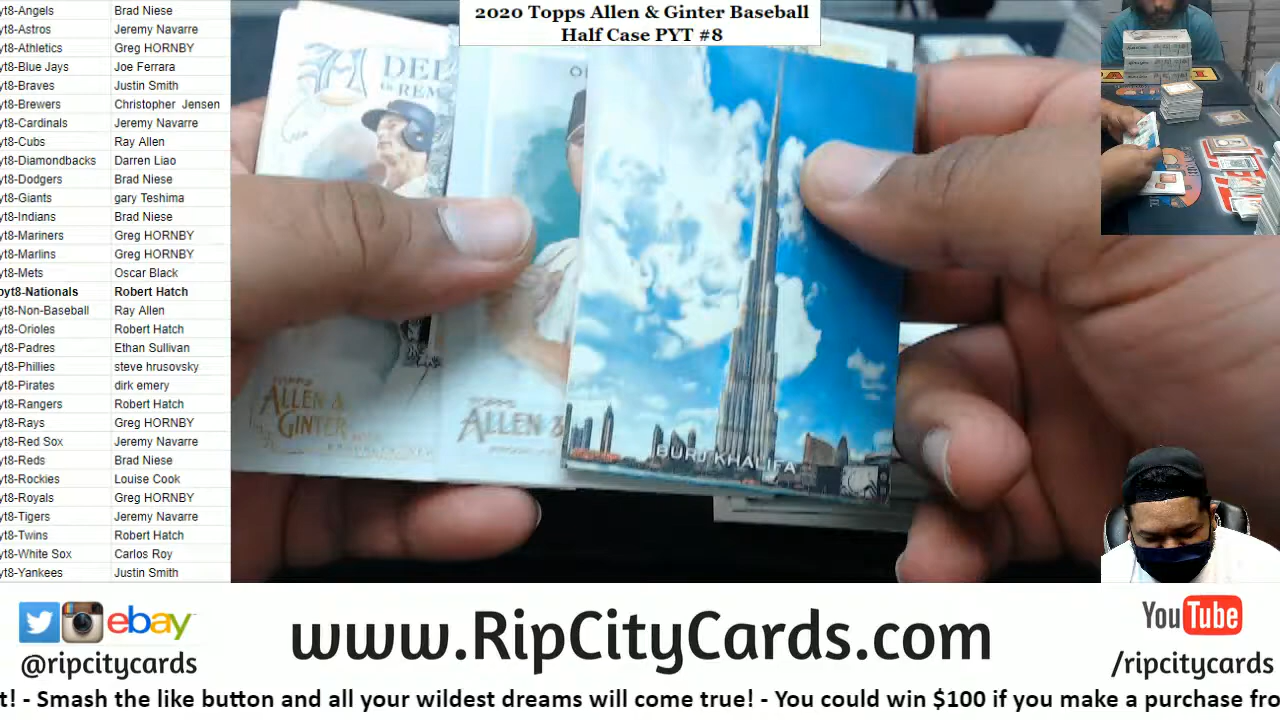 2020 Topps Allen & Ginter Baseball
Half Case PYT #8
yt8-Angels Brad Niese
yt8-Astros Jeremy Navarre
yt8-Athletics Greg HORNBY
yt8-Blue Jays Joe Ferrara
yt8-Braves Justin Smith
yt8-Brewers Christopher Jensen
yt8-Cardinals Jeremy Navarre
yt8-Cubs Ray Allen
yt8-Diamondbacks Darren Liao
yt8-Dodgers Brad Niese
yt8-Giants gary Teshima
yt8-Indians Brad Niese
yt8-Mariners Greg HORNBY
yt8-Marlins Greg HORNBY
yt8-Mets Oscar Black
pyt8-Nationals Robert Hatch
yt8-Non-Baseball Ray Allen
yt8-Orioles Robert Hatch
yt8-Padres Ethan Sullivan
yt8-Phillies steve hrusovsky
yt8-Pirates dirk emery
yt8-Rangers Robert Hatch
yt8-Rays Greg HORNBY
yt8-Red Sox Jeremy Navarre
yt8-Reds Brad Niese
yt8-Rockies Louise Cook
yt8-Royals Greg HORNBY
yt8-Tigers Jeremy Navarre
yt8-Twins Robert Hatch
yt8-White Sox Carlos Roy
yt8-Yankees Justin Smith
DEL
REM
TOPPS
ALLEN &
GINTER
BROOKLYN
TOPPS
ALLEN &
BURJ KHALIFA
ebay
@ripcitycards
www.RipCityCards.com
YouTube
/ripcitycards
t! - Smash the like button and all your wildest dreams will come true! - You could win $100 if you make a purchase fro